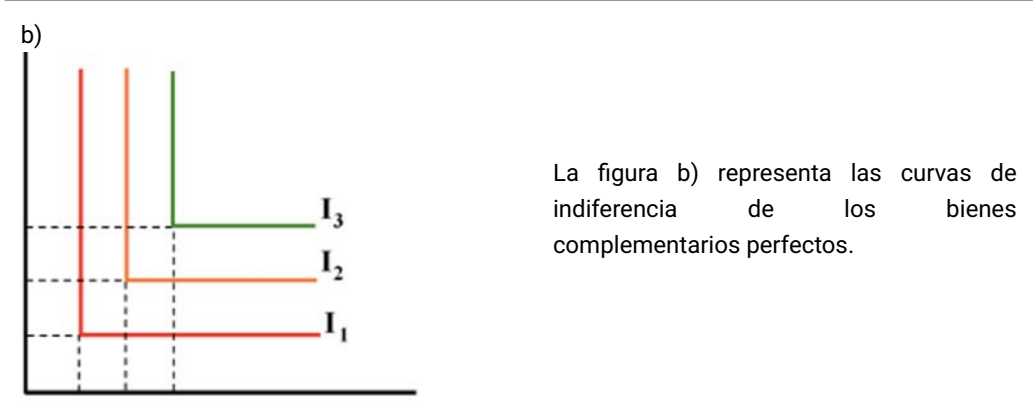 b)
I₃
I₂
I₁
La figura b) representa las curvas de
indiferencia de los bienes
complementarios perfectos.